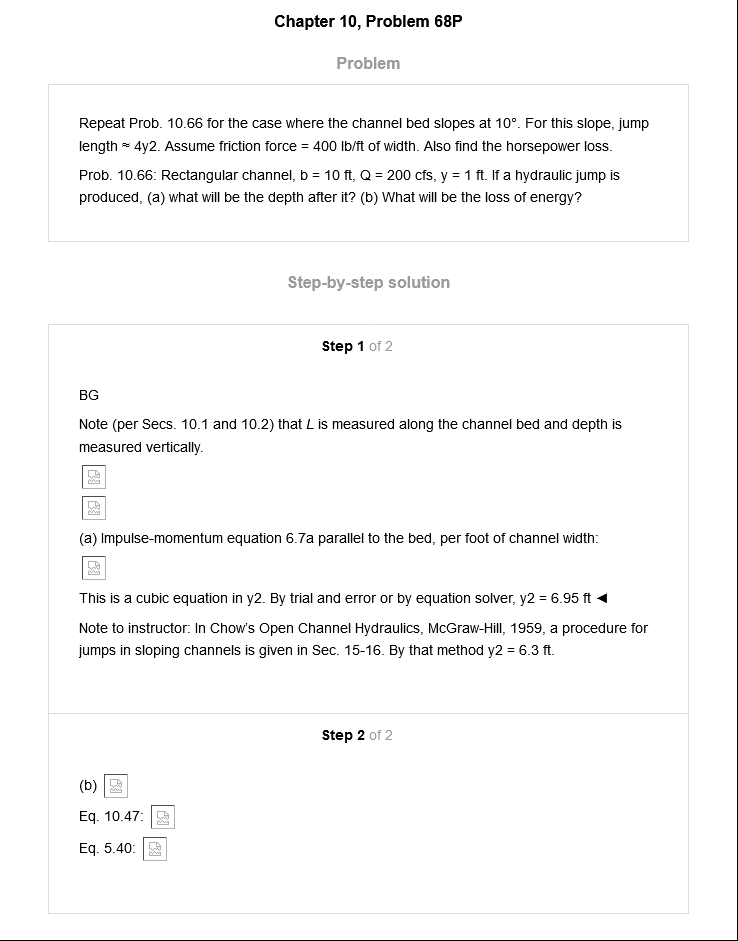 Chapter 10, Problem 68P
Problem
Repeat Prob. 10.66 for the case where the channel bed slopes at 10°. For this slope, jump
length ≈ 4y2. Assume friction force = 400 lb/ft of width. Also find the horsepower loss.
Prob. 10.66: Rectangular channel, b = 10 ft, Q = 200 cfs, y = 1 ft. If a hydraulic jump is
produced, (a) what will be the depth after it? (b) What will be the loss of energy?
Step-by-step solution
Step 1 of 2
BG
Note (per Secs. 10.1 and 10.2) that L is measured along the channel bed and depth is
measured vertically.
(a) Impulse-momentum equation 6.7a parallel to the bed, per foot of channel width:
This is a cubic equation in y2. By trial and error or by equation solver, y2 = 6.95 ft ◄
Note to instructor: In Chow's Open Channel Hydraulics, McGraw-Hill, 1959, a procedure for
jumps in sloping channels is given in Sec. 15-16. By that method y2 = 6.3 ft.
Step 2 of 2
(b)
Eq. 10.47:
Eq. 5.40: